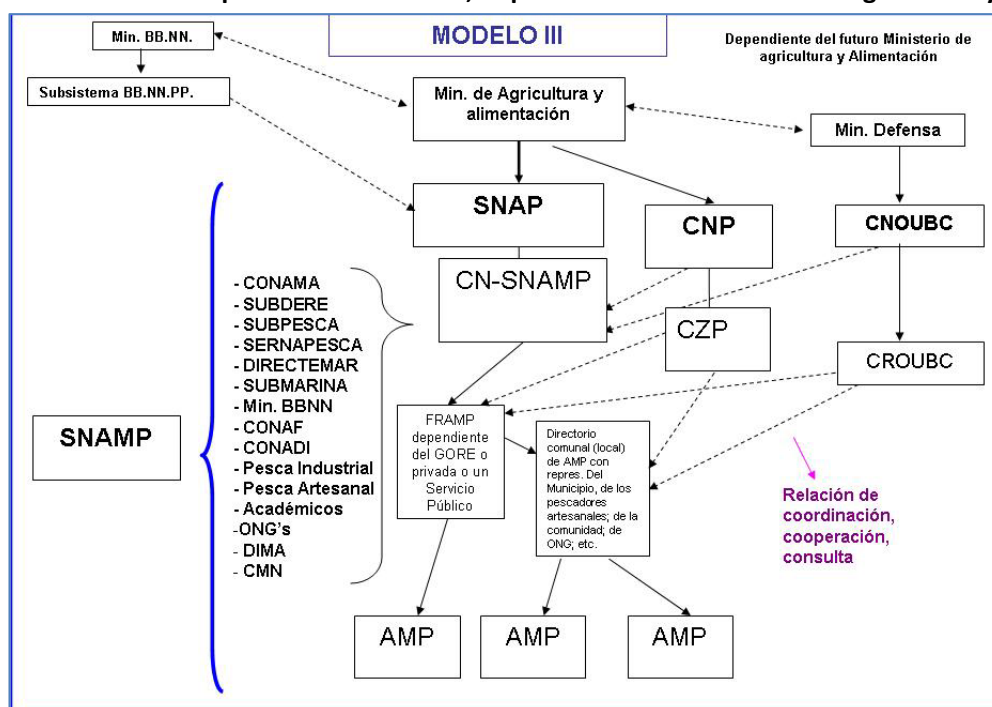 Min. BB.NN.
MODELO III
Dependiente del futuro Ministerio de
agricultura y Alimentación
Subsistema BB.NN.PP.
Min. de Agricultura y
alimentación
Min. Defensa
SNAP
CNP
CNOUBC
CN-SNAMP
CZP
CROUBC
- CONAMA
- SUBDERE
- SUBPESCA
- SERNAPESCA
- DIRECTEMAR
- SUBMARINA
- Min. BBNN
- CONAF
- CONADI
- Pesca Industrial
- Pesca Artesanal
- Académicos
-ONG's
- DIMA
- CMN
SNAMP
FRAMP
dependiente
del GORE o
privada o un
Servicio
Público
Directorio
comunal (local)
de AMP con
repres. Del
Municipio, de los
pescadores
artesanales; de la
comunidad; de
ONG; etc.
Relación de
coordinación,
cooperación,
consulta
AMP
AMP
AMP